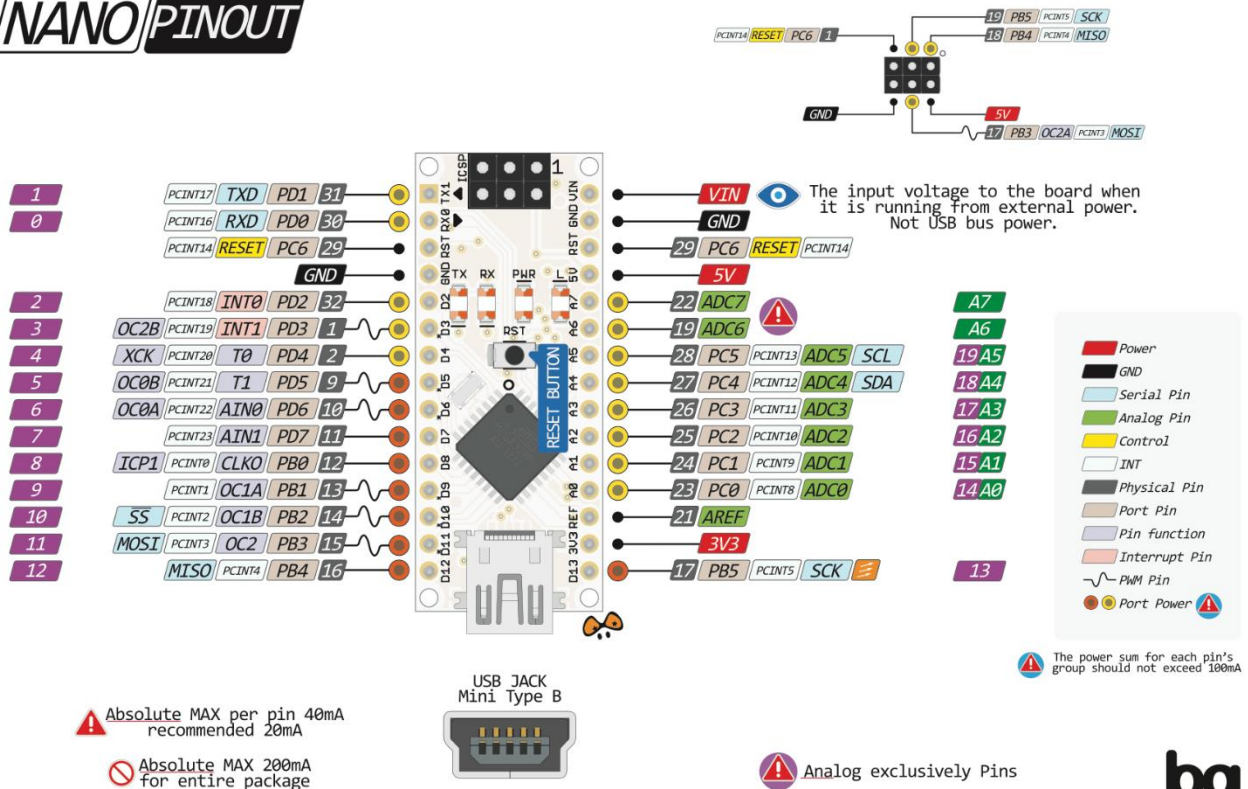 NANO PINOUT
19 PB5 PCINT5 SCK
PCINT14 RESET PC6 1
18 PB4 PCINT4 MISO
GND
5V
17 PB3 OC2A PCINT3 MOSI
ICSP 1
1 PCINT17 TXD PD1 31 TX1
0 PCINT16 RXD PD0 30 RX0
PCINT14 RESET PC6 29 RST
GND GND
2 PCINT18 INT0 PD2 32 D2
3 OC2B PCINT19 INT1 PD3 1 D3
4 XCK PCINT20 T0 PD4 2 D4
5 OC0B PCINT21 T1 PD5 9 D5
6 OC0A PCINT22 AIN0 PD6 10 D6
7 PCINT23 AIN1 PD7 11 D7
8 ICP1 PCINT0 CLKO PB0 12 D8
9 PCINT1 OC1A PB1 13 D9
10 SS PCINT2 OC1B PB2 14 D10
11 MOSI PCINT3 OC2 PB3 15 D11
12 MISO PCINT4 PB4 16 D12
TX RX PWR L
RST
RESET BUTTON
VIN VIN
GND GND
RST 29 PC6 RESET PCINT14
5V 5V
A7 22 ADC7 A7
A6 19 ADC6 A6
A5 28 PC5 PCINT13 ADC5 SCL 19 A5
A4 27 PC4 PCINT12 ADC4 SDA 18 A4
A3 26 PC3 PCINT11 ADC3 17 A3
A2 25 PC2 PCINT10 ADC2 16 A2
A1 24 PC1 PCINT9 ADC1 15 A1
A0 23 PC0 PCINT8 ADC0 14 A0
REF 21 AREF
3V3 3V3
D13 17 PB5 PCINT5 SCK 13
The input voltage to the board when
it is running from external power.
Not USB bus power.
Power
GND
Serial Pin
Analog Pin
Control
INT
Physical Pin
Port Pin
Pin function
Interrupt Pin
PWM Pin
Port Power
The power sum for each pin's
group should not exceed 100mA
USB JACK
Mini Type B
Absolute MAX per pin 40mA
recommended 20mA
Absolute MAX 200mA
for entire package
Analog exclusively Pins
bq